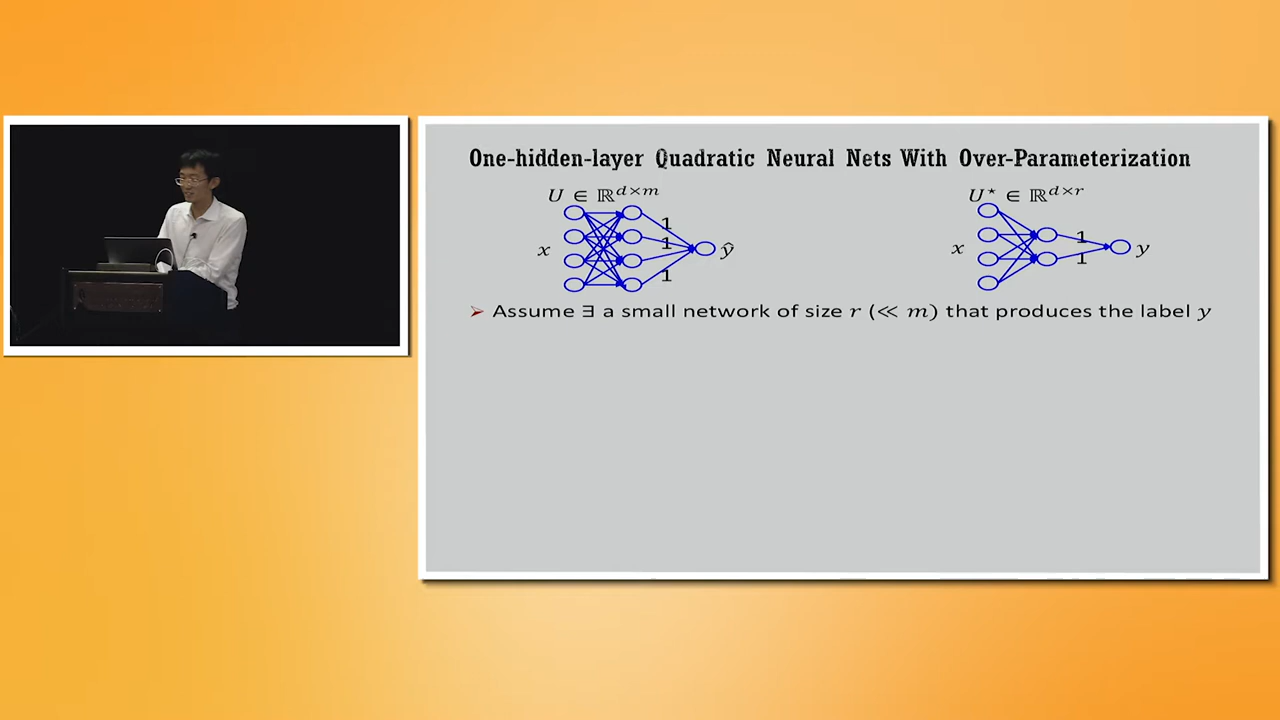 One-hidden-layer Quadratic Neural Nets With Over-Parameterization
U ∈ ℝ^{d×m}
U^⋆ ∈ ℝ^{d×r}
x
1
1
1
ŷ
x
1
1
y
➢ Assume ∃ a small network of size r (≪ m) that produces the label y